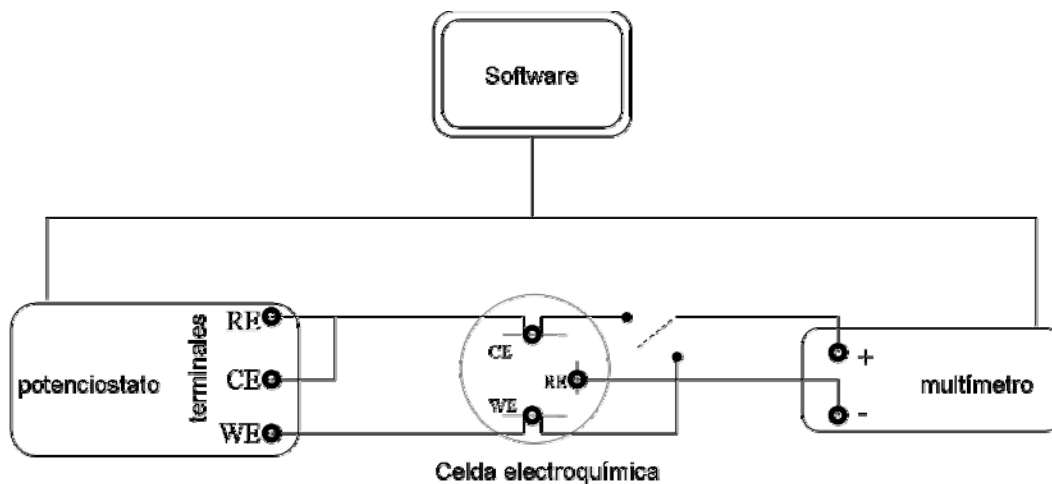 Software
potenciostato
terminales
RE
CE
WE
CE
RE
WE
+
-
multímetro
Celda electroquímica